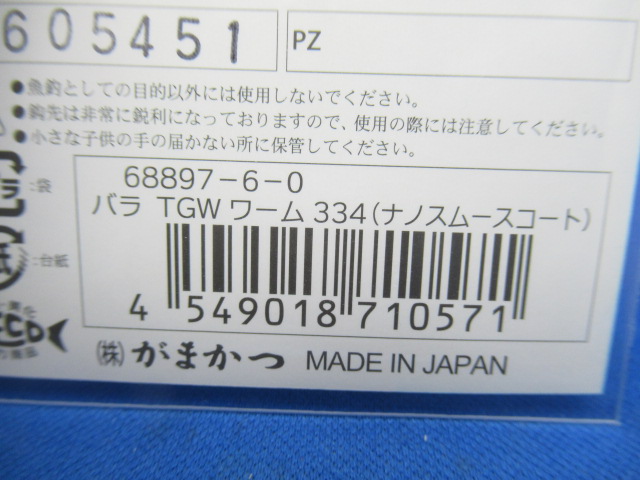 605451
PZ
●魚釣としての目的以外には使用しないでください。
●鈎先は非常に鋭利になっておりますので、使用の際には注意してください。
●小さな子供の手の届かない所に保管してください。
ラ :袋
紙 :台紙
68897-6-0
バラ TGW ワーム 334(ナノスムースコート)
4 549018 710571
(株) がまかつ MADE IN JAPAN